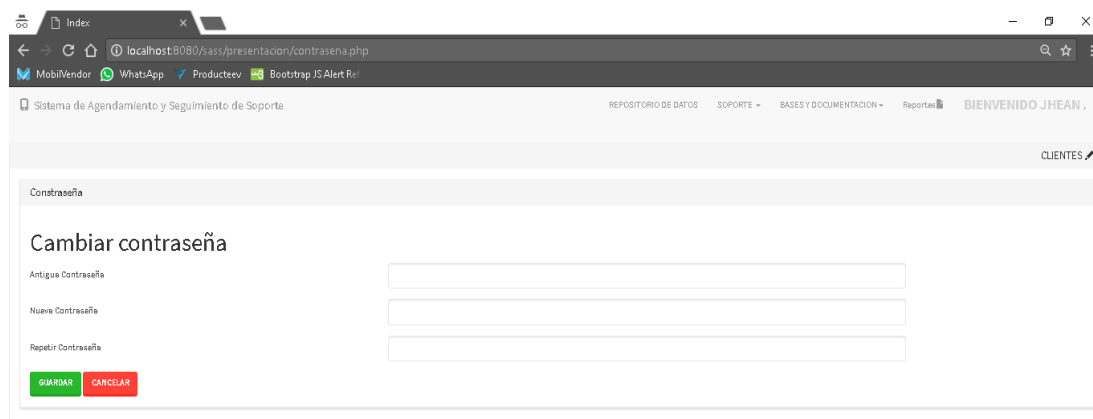 Index
localhost:8080/sass/presentacion/contrasena.php
MobilVendor WhatsApp Producteev Bootstrap JS Alert Ref
Sistema de Agendamiento y Seguimiento de Soporte REPOSITORIO DE DATOS SOPORTE BASES Y DOCUMENTACION Reportes BIENVENIDO JHEAN .
CLIENTES
Constraseña
Cambiar contraseña
Antigua Contraseña
Nueva Contraseña
Repetir Contraseña
GUARDAR CANCELAR